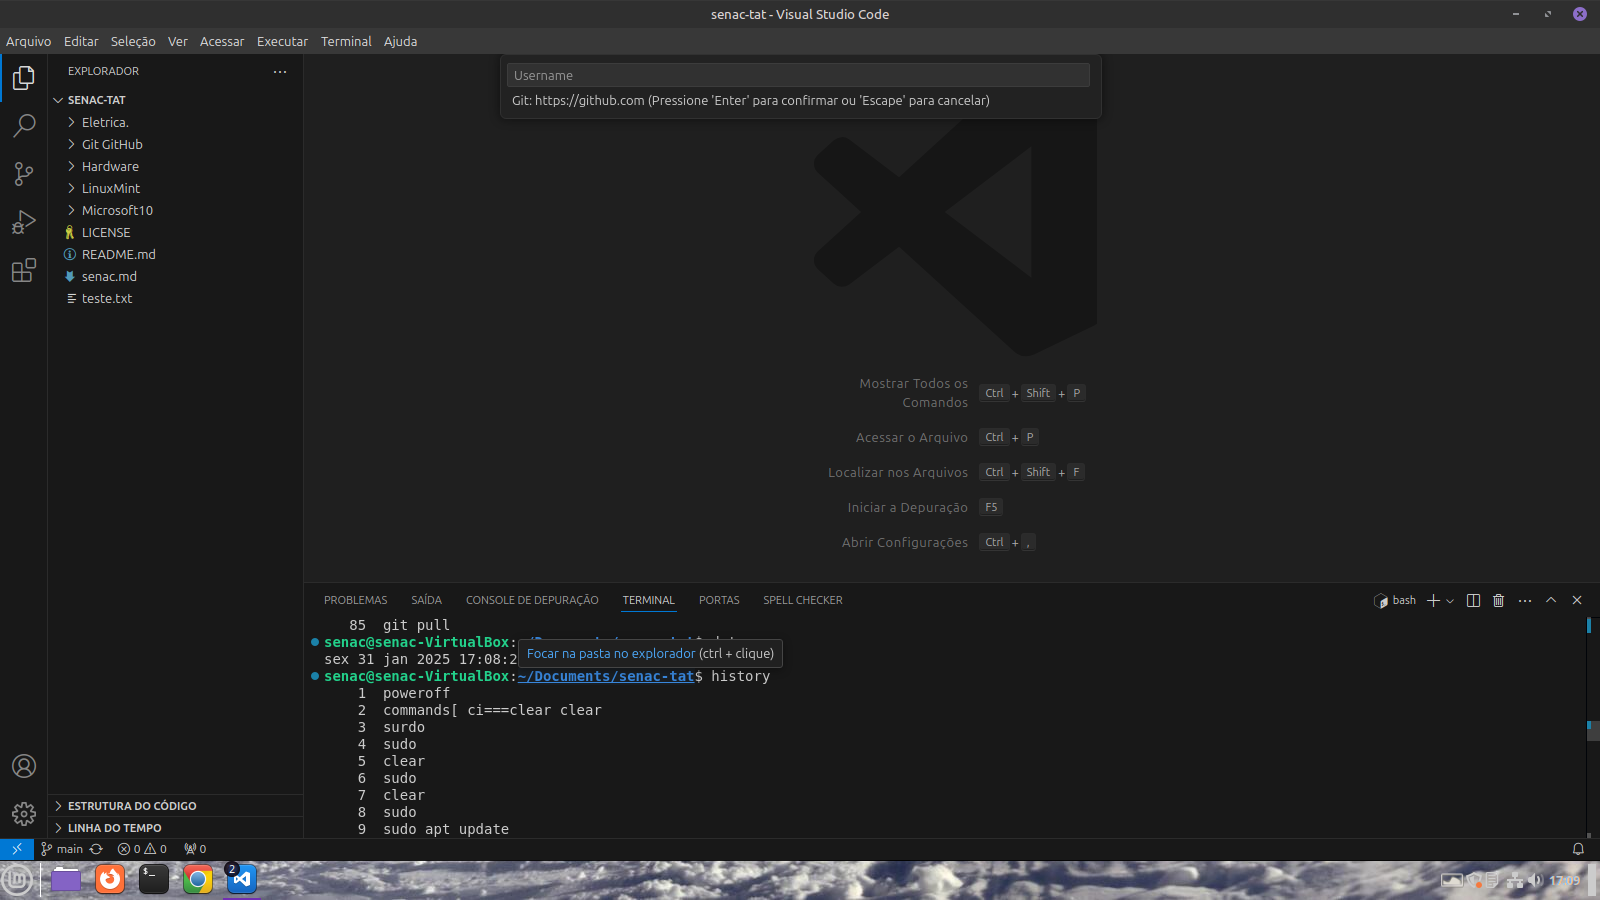 senac-tat - Visual Studio Code
Arquivo Editar Seleção Ver Acessar Executar Terminal Ajuda
EXPLORADOR
SENAC-TAT
Eletrica.
Git GitHub
Hardware
LinuxMint
Microsoft10
LICENSE
README.md
senac.md
teste.txt
ESTRUTURA DO CÓDIGO
LINHA DO TEMPO
Username
Git: https://github.com (Pressione 'Enter' para confirmar ou 'Escape' para cancelar)
Mostrar Todos os Comandos Ctrl + Shift + P
Acessar o Arquivo Ctrl + P
Localizar nos Arquivos Ctrl + Shift + F
Iniciar a Depuração F5
Abrir Configurações Ctrl + ,
PROBLEMAS SAÍDA CONSOLE DE DEPURAÇÃO TERMINAL PORTAS SPELL CHECKER
bash
85 git pull
senac@senac-VirtualBox:
sex 31 jan 2025 17:08:2
Focar na pasta no explorador (ctrl + clique)
senac@senac-VirtualBox:~/Documents/senac-tat$ history
1 poweroff
2 commands[ ci===clear clear
3 surdo
4 sudo
5 clear
6 sudo
7 clear
8 sudo
9 sudo apt update
main 0 0 0
2
17:09